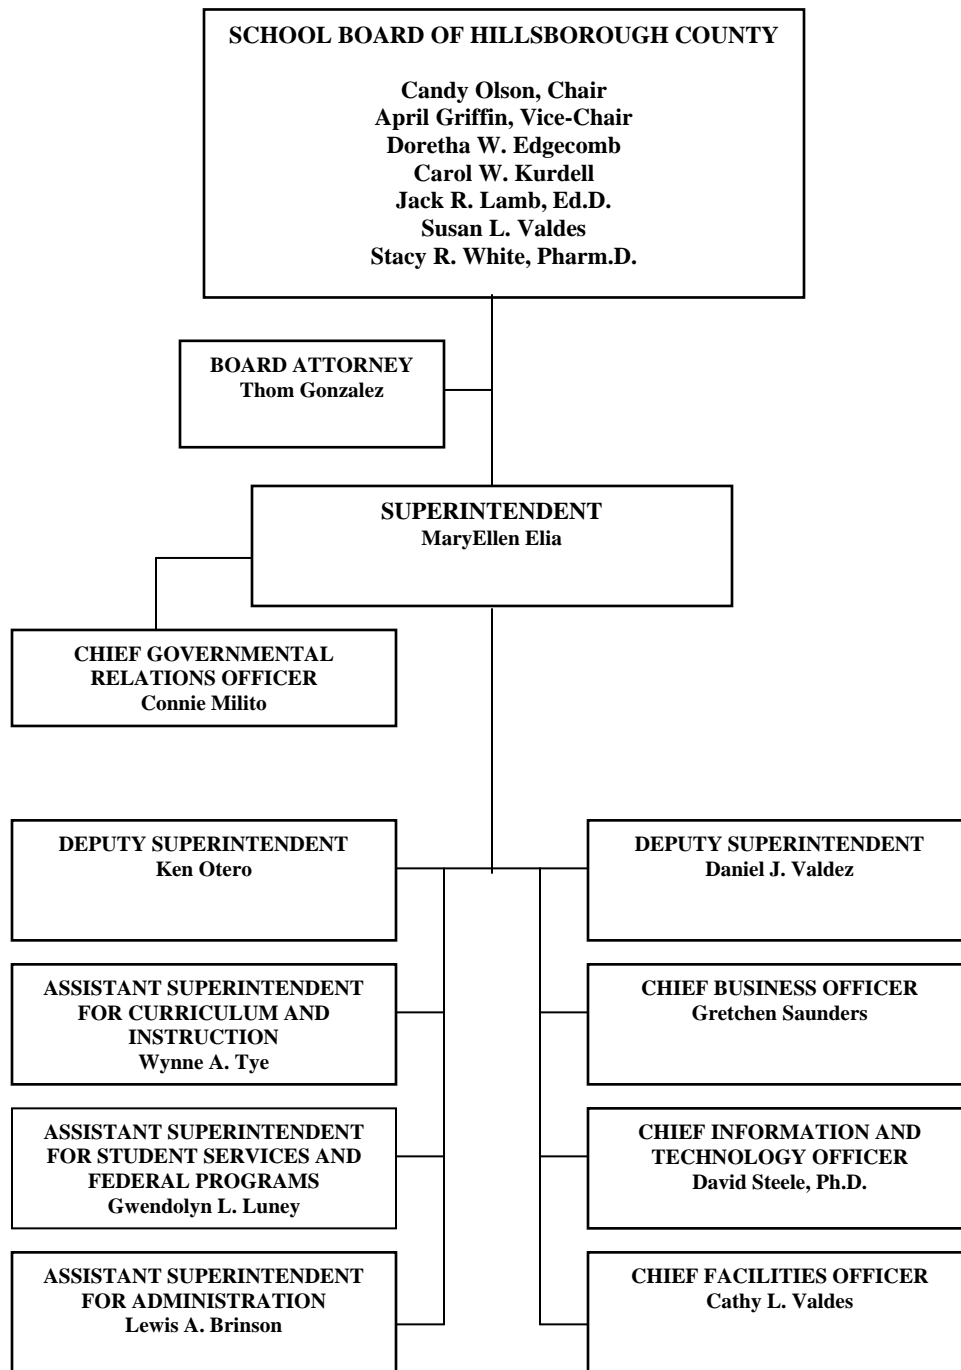 SCHOOL BOARD OF HILLSBOROUGH COUNTY
Candy Olson, Chair
April Griffin, Vice-Chair
Doretha W. Edgecomb
Carol W. Kurdell
Jack R. Lamb, Ed.D.
Susan L. Valdes
Stacy R. White, Pharm.D.
BOARD ATTORNEY
Thom Gonzalez
SUPERINTENDENT
MaryEllen Elia
CHIEF GOVERNMENTAL
RELATIONS OFFICER
Connie Milito
DEPUTY SUPERINTENDENT
Ken Otero
DEPUTY SUPERINTENDENT
Daniel J. Valdez
ASSISTANT SUPERINTENDENT
FOR CURRICULUM AND
INSTRUCTION
Wynne A. Tye
CHIEF BUSINESS OFFICER
Gretchen Saunders
ASSISTANT SUPERINTENDENT
FOR STUDENT SERVICES AND
FEDERAL PROGRAMS
Gwendolyn L. Luney
CHIEF INFORMATION AND
TECHNOLOGY OFFICER
David Steele, Ph.D.
ASSISTANT SUPERINTENDENT
FOR ADMINISTRATION
Lewis A. Brinson
CHIEF FACILITIES OFFICER
Cathy L. Valdes